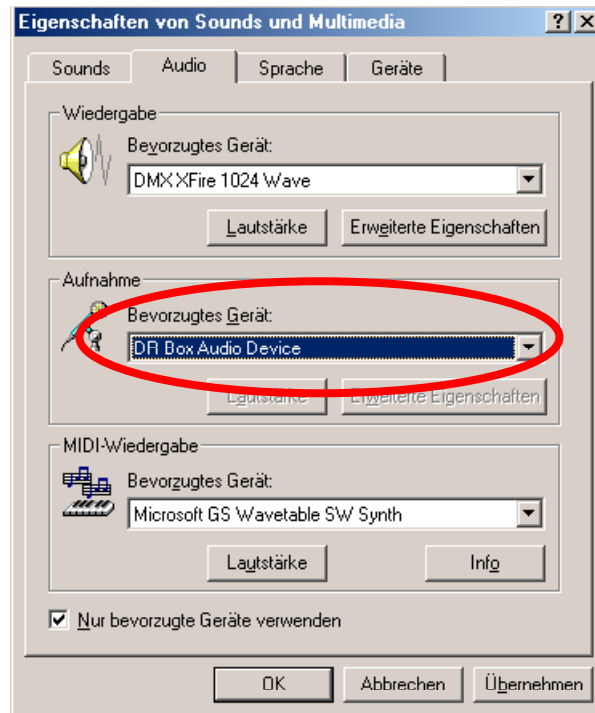 Eigenschaften von Sounds und Multimedia
Sounds Audio Sprache Geräte
Wiedergabe
Bevorzugtes Gerät:
DMX XFire 1024 Wave
Lautstärke Erweiterte Eigenschaften
Aufnahme
Bevorzugtes Gerät:
DR Box Audio Device
Lautstärke Erweiterte Eigenschaften
MIDI-Wiedergabe
Bevorzugtes Gerät:
Microsoft GS Wavetable SW Synth
Lautstärke Info
Nur bevorzugte Geräte verwenden
OK Abbrechen Übernehmen